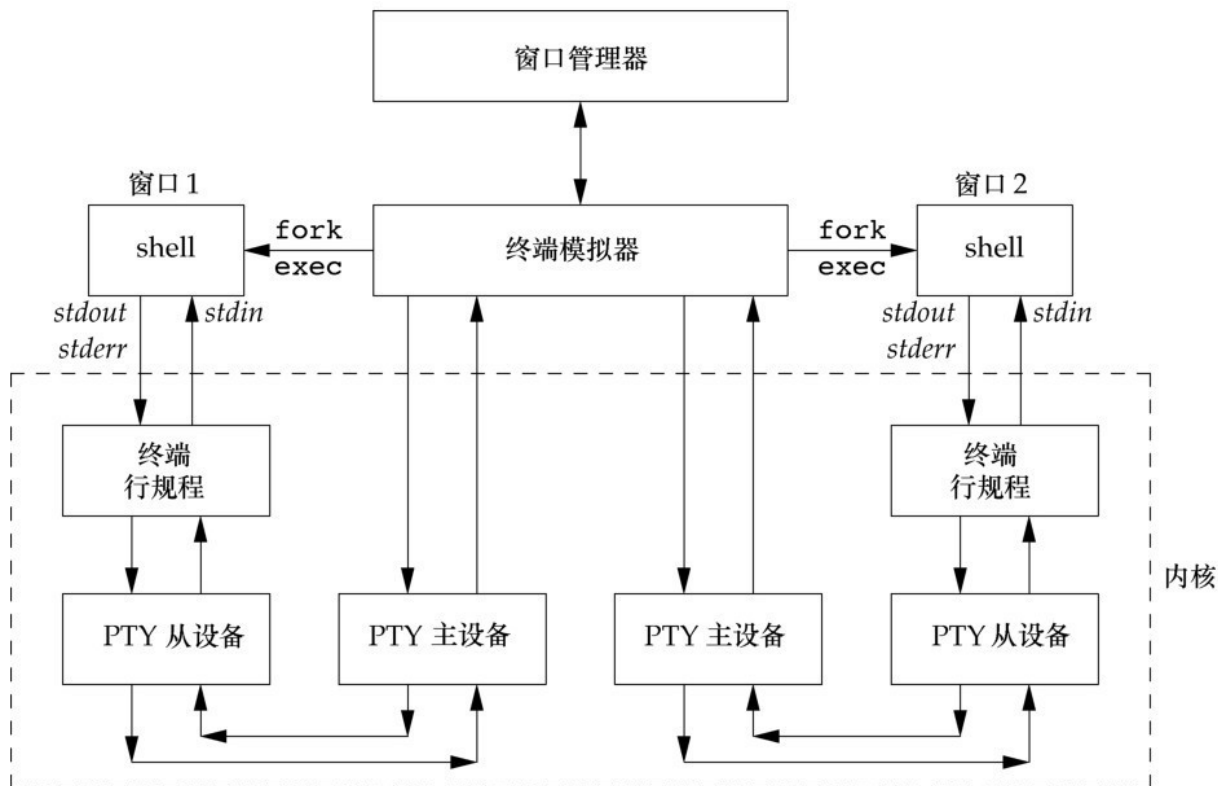 窗口管理器
窗口 1
窗口 2
shell
fork
exec
终端模拟器
fork
exec
shell
stdout
stderr
stdin
stdout
stderr
stdin
终端
行规程
终端
行规程
内核
PTY 从设备
PTY 主设备
PTY 主设备
PTY 从设备